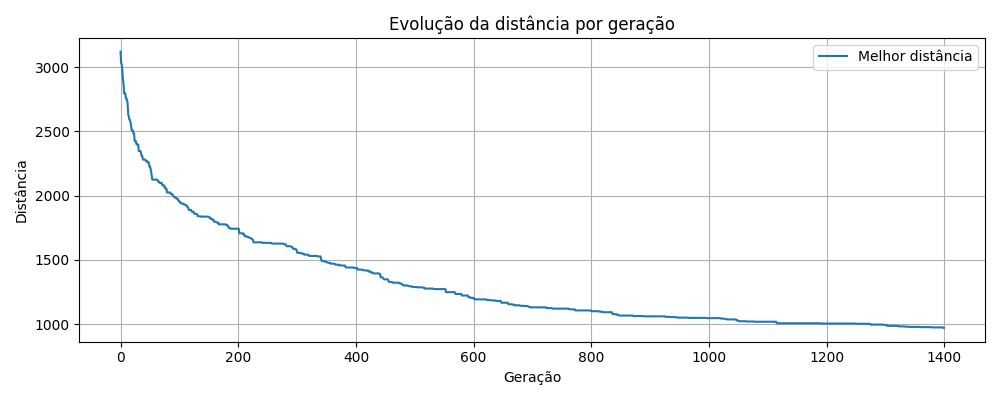 Evolução da distância por geração
Melhor distância
Distância
3000
2500
2000
1500
1000
0 200 400 600 800 1000 1200 1400
Geração